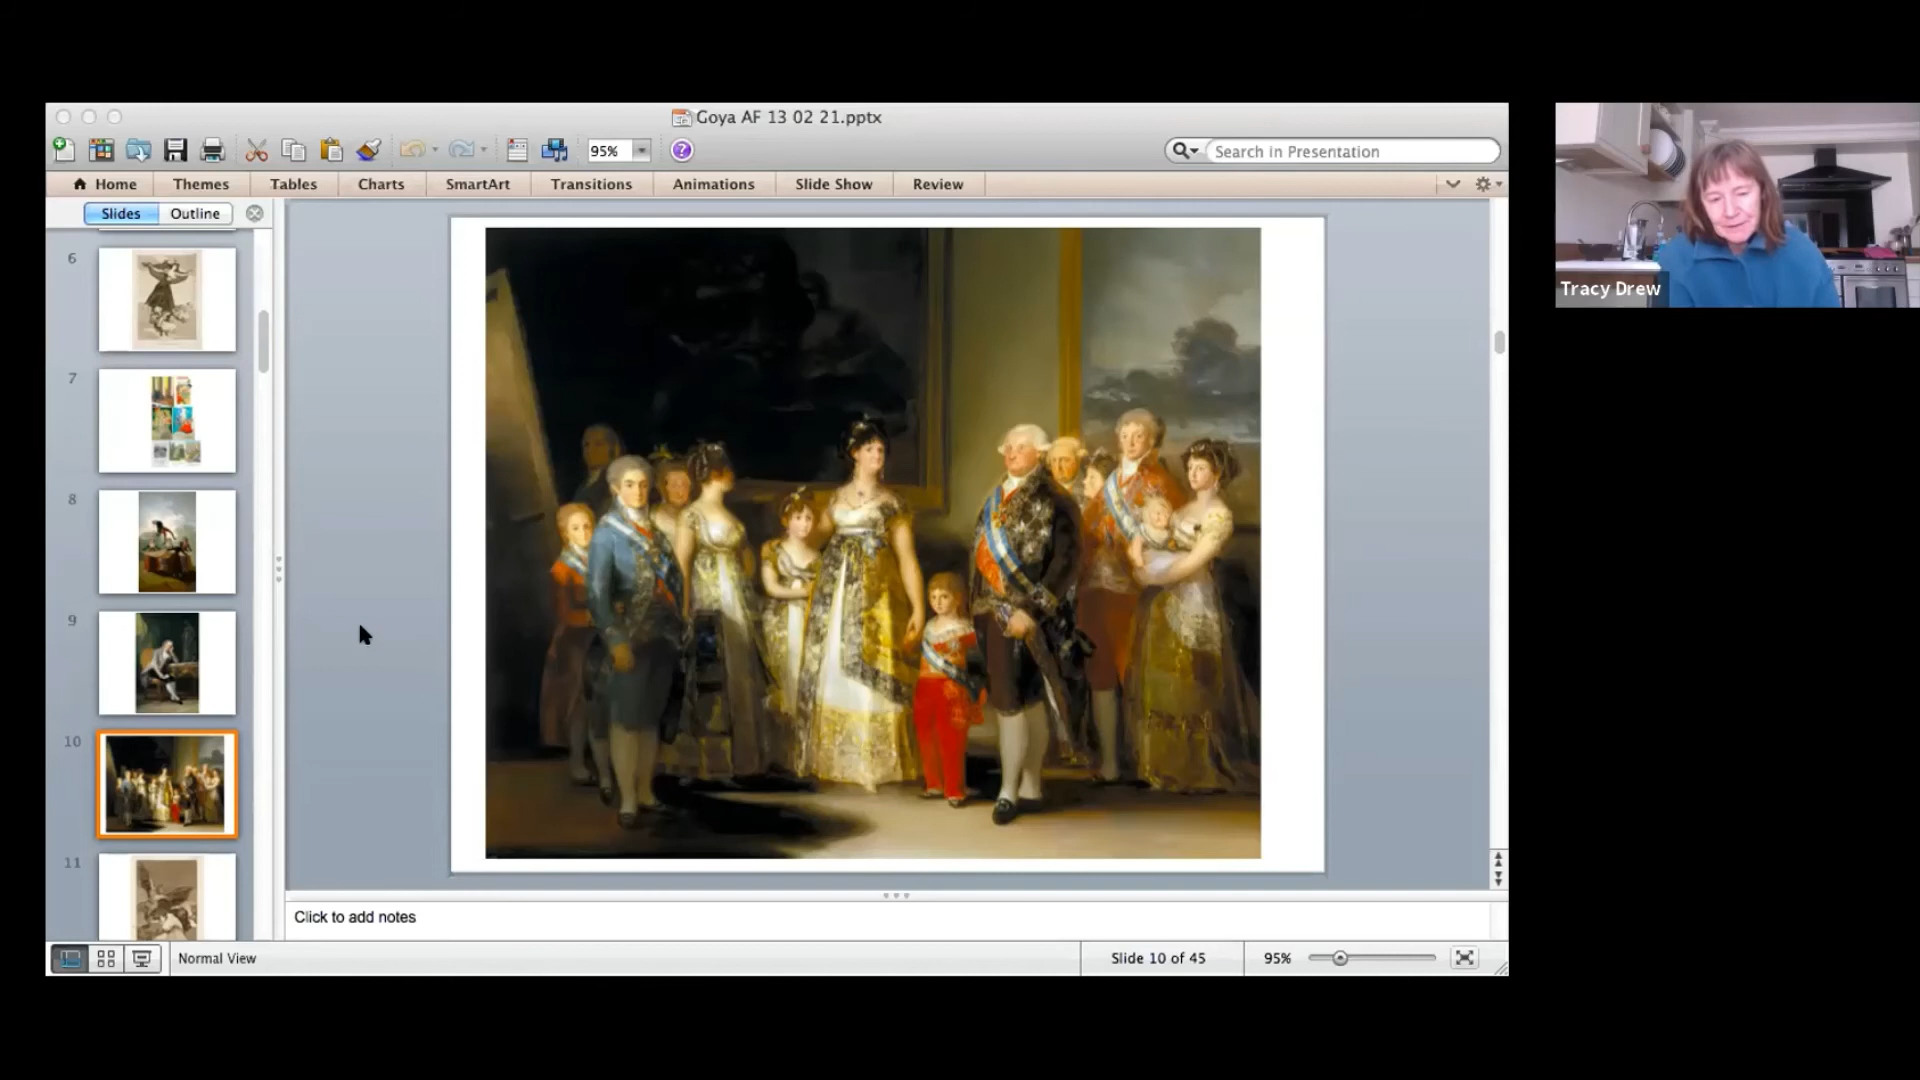 Goya AF 13 02 21.pptx
95%
Search in Presentation
Home Themes Tables Charts SmartArt Transitions Animations Slide Show Review
Slides Outline
6
7
8
9
10
11
Tracy Drew
Click to add notes
Normal View
Slide 10 of 45
95%